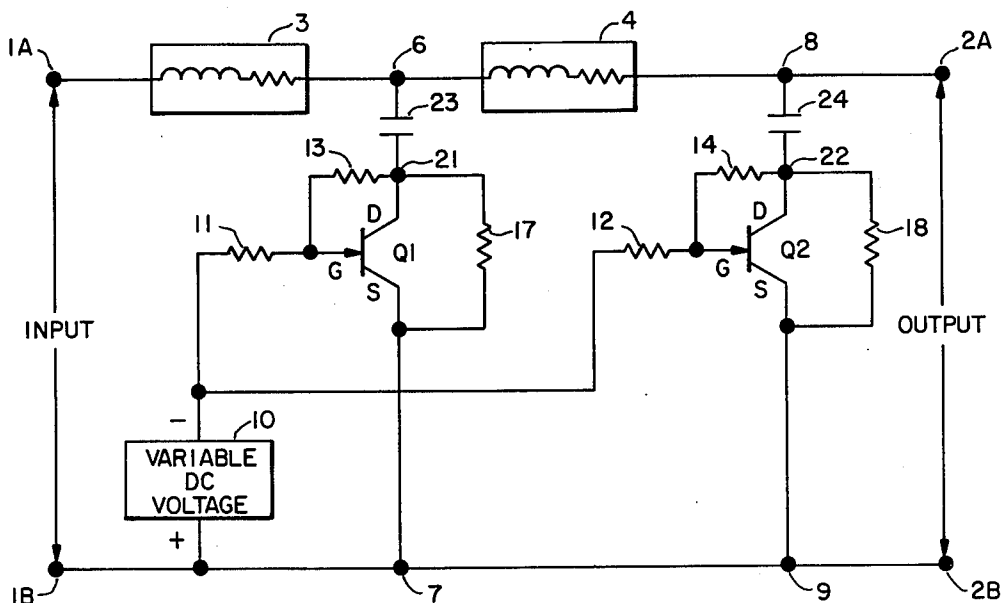 3
4
1A
6
8
2A
23
24
13
21
14
22
11
D
17
12
D
18
G
Q1
G
Q2
S
S
INPUT
OUTPUT
−
10
VARIABLE
DC
VOLTAGE
+
1B
7
9
2B